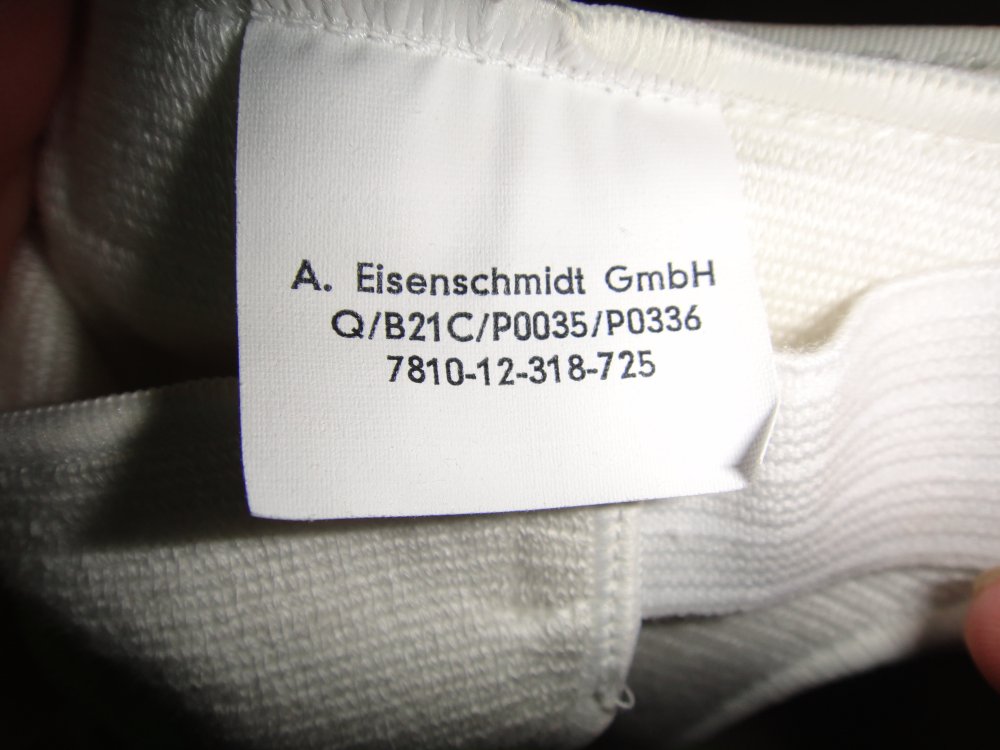 A. Eisenschmidt GmbH
Q/B21C/P0035/P0336
7810-12-318-725